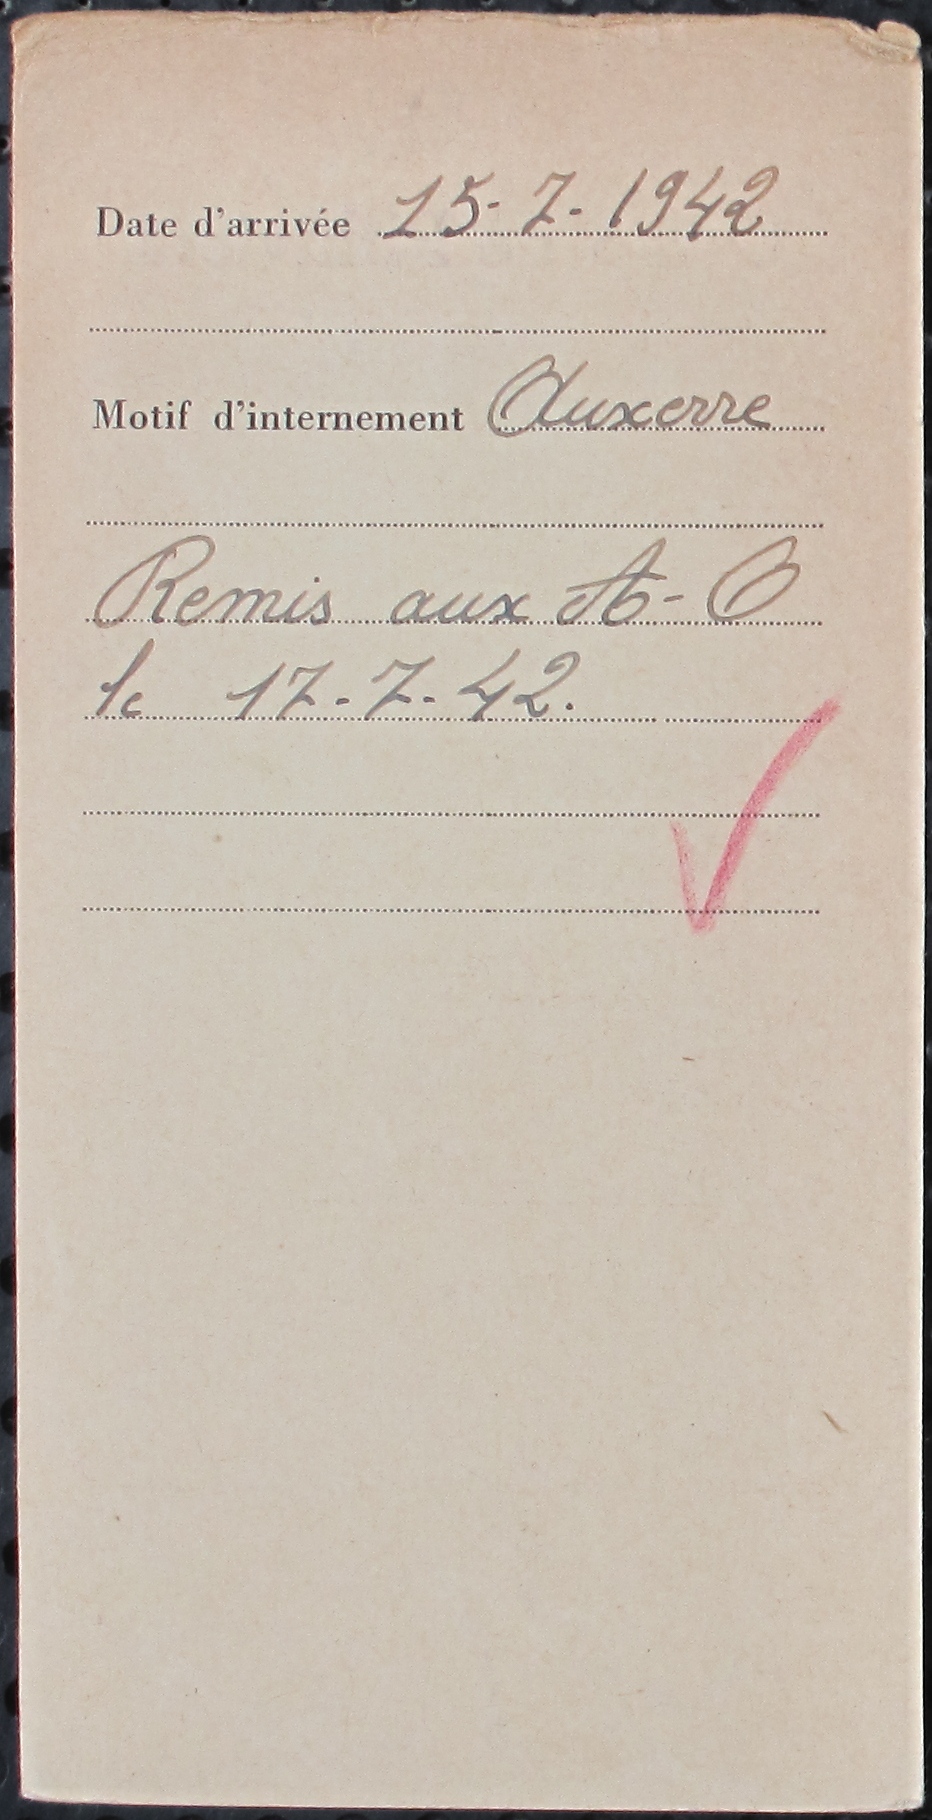 Date d'arrivée 15-7-1942
Motif d'internement Auxerre
Remis aux A-O
le 17-7-42.